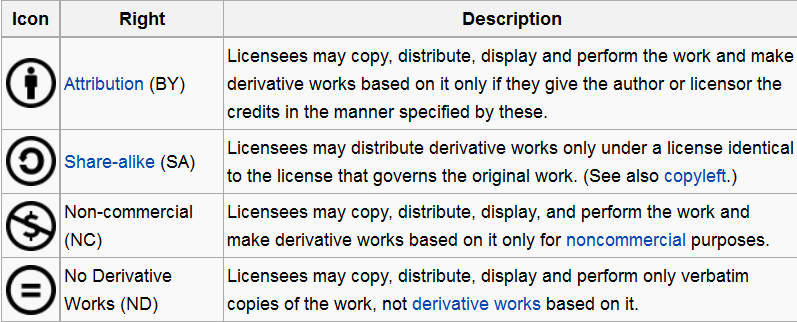 Icon Right Description
Attribution (BY)
Licensees may copy, distribute, display and perform the work and make
derivative works based on it only if they give the author or licensor the
credits in the manner specified by these.
Share-alike (SA)
Licensees may distribute derivative works only under a license identical
to the license that governs the original work. (See also copyleft.)
Non-commercial
(NC)
Licensees may copy, distribute, display, and perform the work and
make derivative works based on it only for noncommercial purposes.
No Derivative
Works (ND)
Licensees may copy, distribute, display and perform only verbatim
copies of the work, not derivative works based on it.